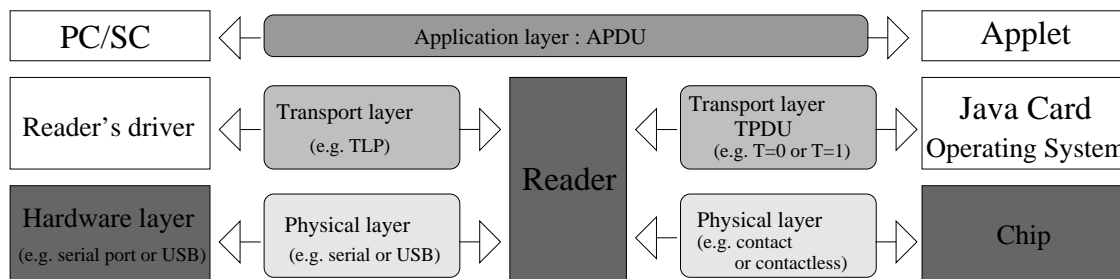 PC/SC
Application layer : APDU
Applet
Reader's driver
Transport layer
(e.g. TLP)
Reader
Transport layer
TPDU
(e.g. T=0 or T=1)
Java Card
Operating System
Hardware layer
(e.g. serial port or USB)
Physical layer
(e.g. serial or USB)
Physical layer
(e.g. contact
or contactless)
Chip